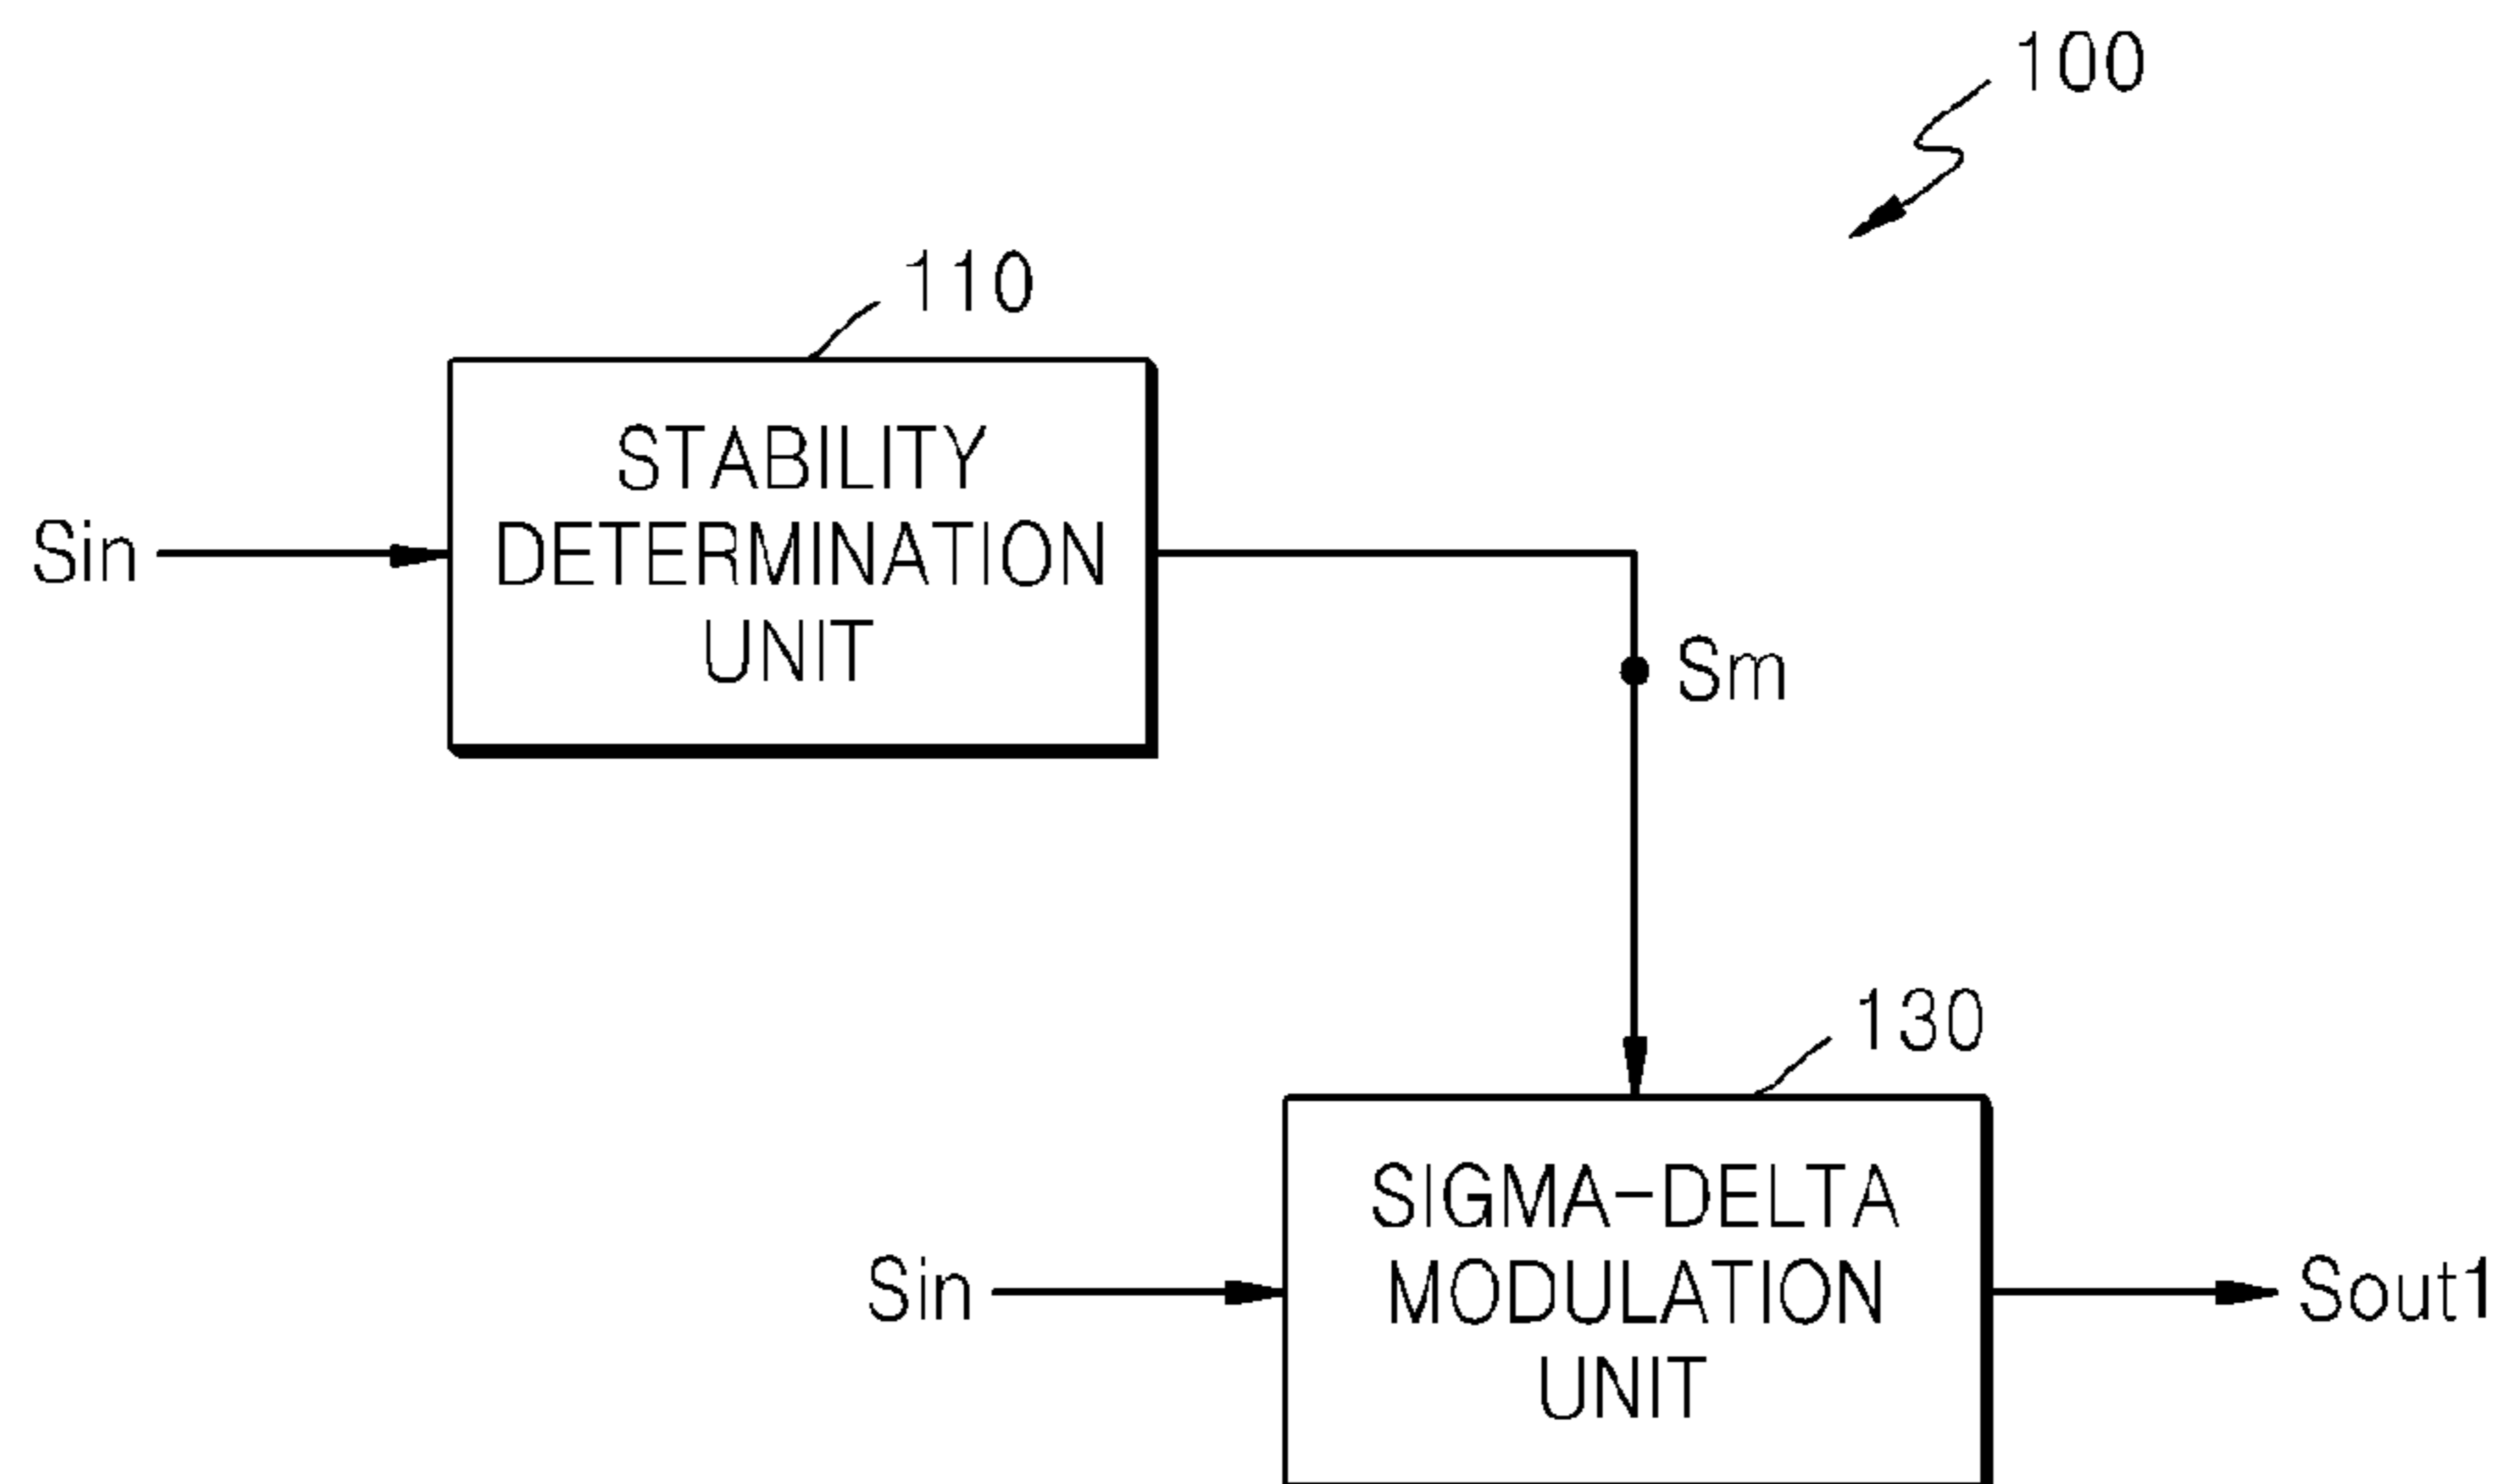 100
110
STABILITY
DETERMINATION
UNIT
Sin
Sm
130
SIGMA-DELTA
MODULATION
UNIT
Sin
Sout1